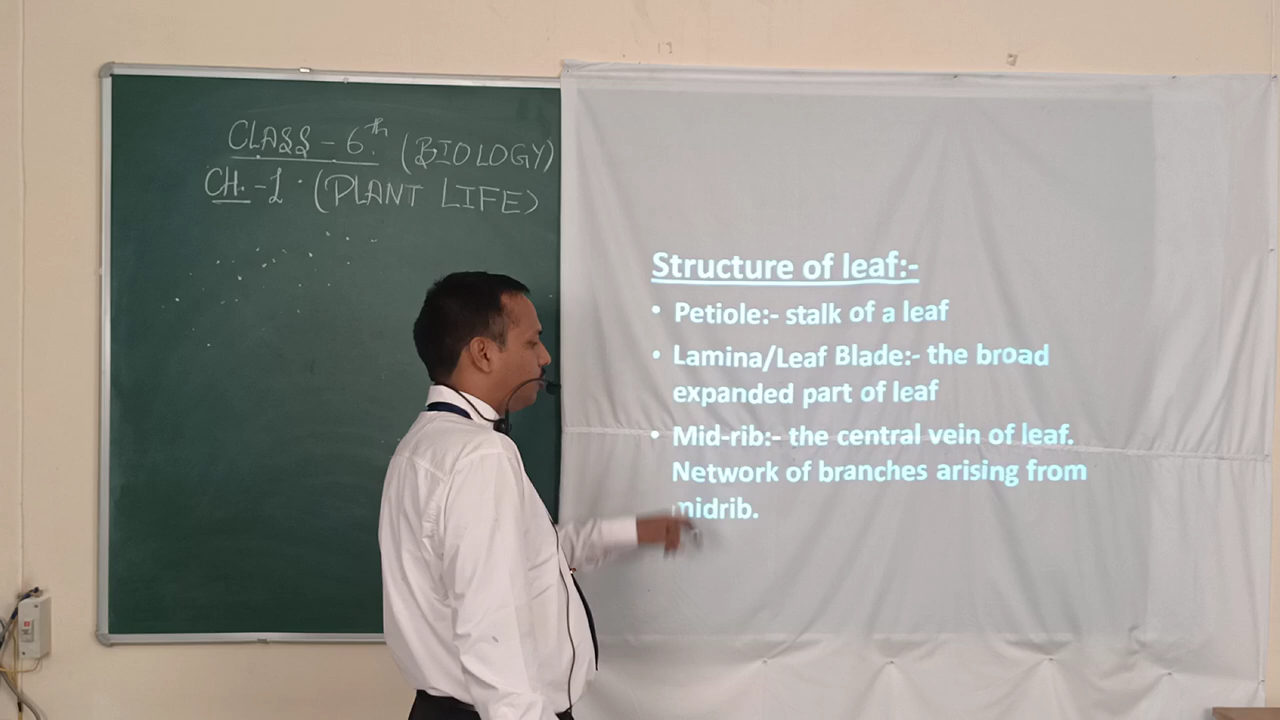 CLASS - 6th (BIOLOGY)
CH. - 1 . (PLANT LIFE)
Structure of leaf:-
• Petiole:- stalk of a leaf
• Lamina/Leaf Blade:- the broad
expanded part of leaf
• Mid-rib:- the central vein of leaf.
Network of branches arising from
midrib.